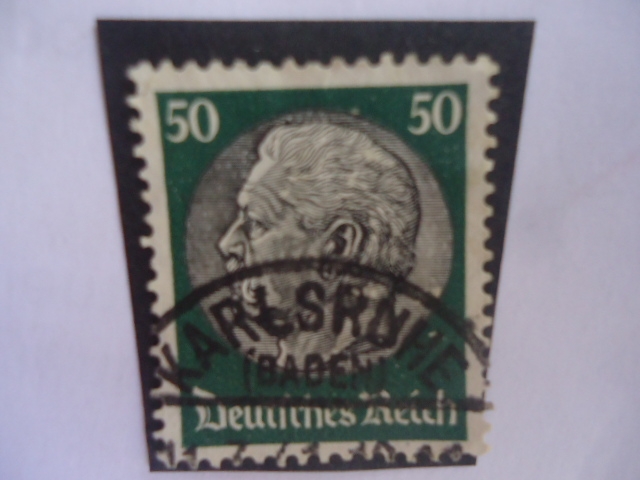 50 50
KARLSRUHE
(BADEN)
Deutsches Reich